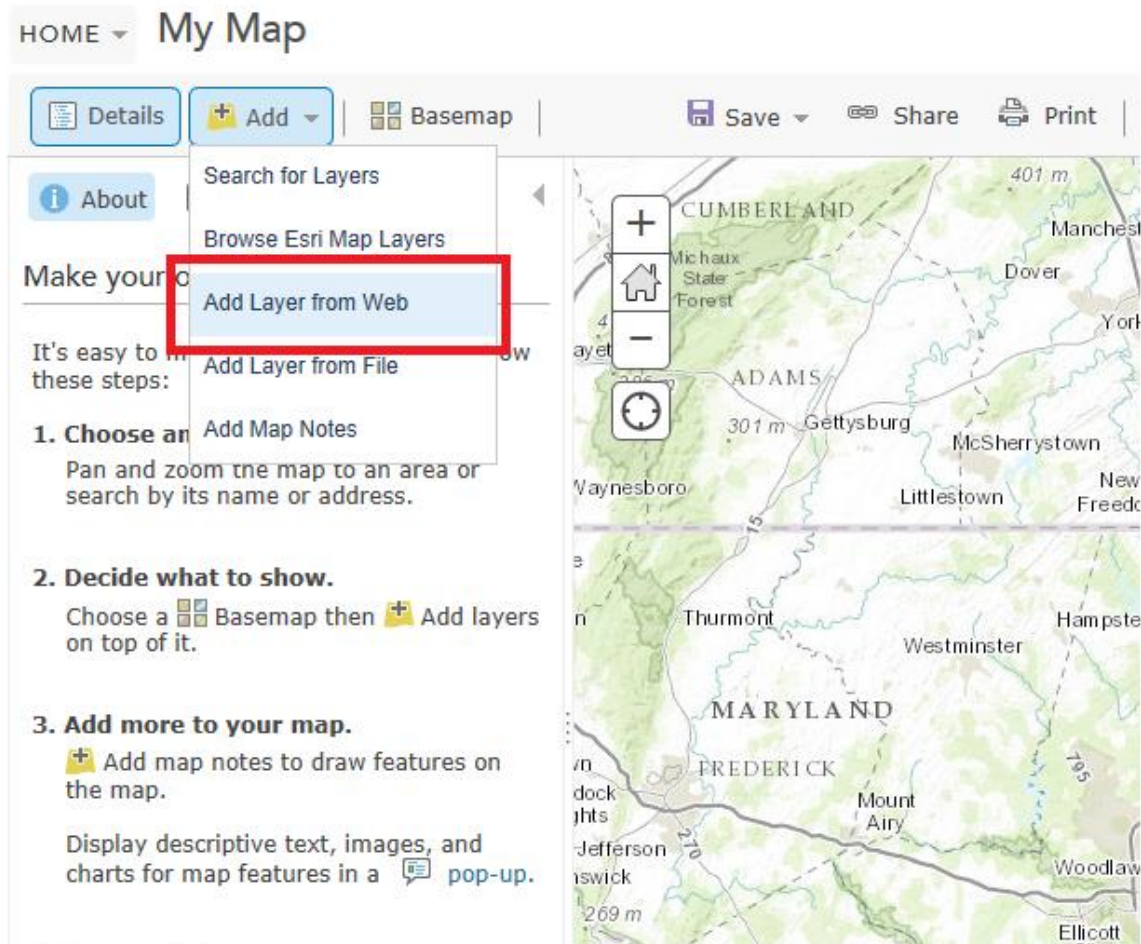 HOME My Map
Details Add Basemap Save Share Print
About
Search for Layers
Browse Esri Map Layers
Add Layer from Web
Add Layer from File
Add Map Notes
Make your o
It's easy to
ow
these steps:
1. Choose an
Pan and zoom the map to an area or
search by its name or address.
2. Decide what to show.
Choose a Basemap then Add layers
on top of it.
3. Add more to your map.
Add map notes to draw features on
the map.
Display descriptive text, images, and
charts for map features in a pop-up.
401 m
CUMBERLAND
Manchest
Michaux
State
Forest
Dover
York
ayet
ADAMS
301 m
Gettysburg
McSherrystown
Waynesboro
Littlestown
New
Freedo
15
Thurmont
Hampste
Westminster
MARYLAND
FREDERICK
795
dock
ghts
Mount
Airy
270
Jefferson
nswick
Woodlaw
269 m
Ellicott